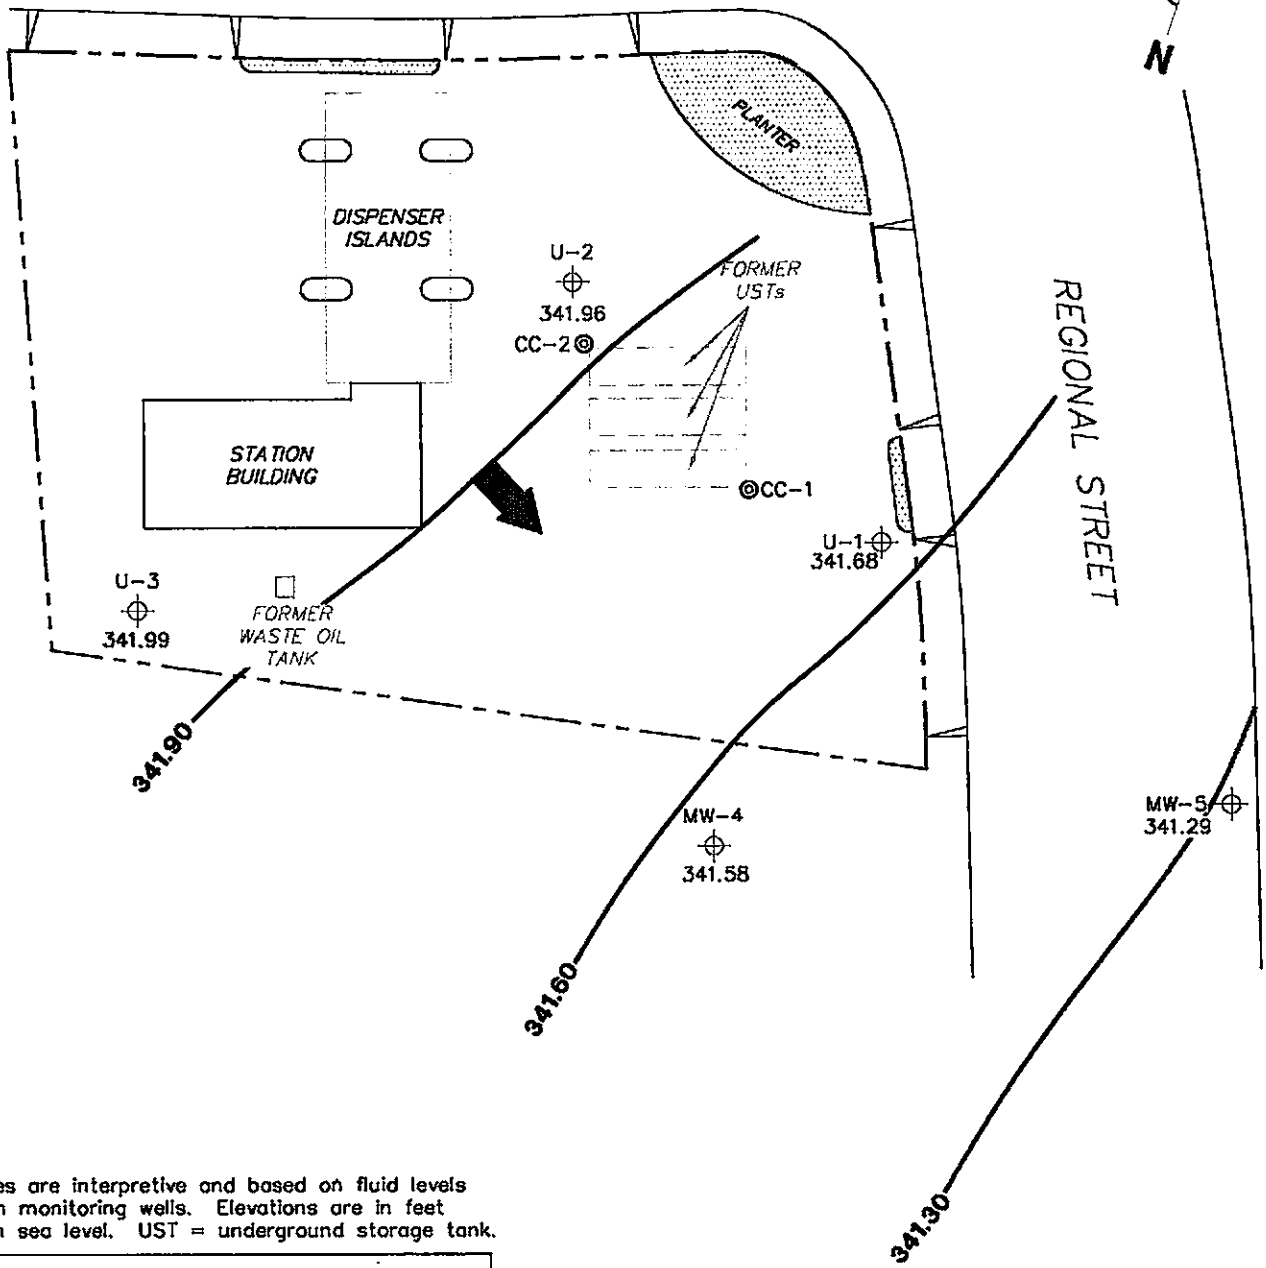 N
PLANTER
DISPENSER
ISLANDS
U-2
341.96
CC-2
FORMER
USTs
REGIONAL STREET
STATION
BUILDING
CC-1
U-1
341.68
U-3
341.99
FORMER
WASTE OIL
TANK
341.90
MW-4
341.58
MW-5
341.29
341.60
341.30
es are interpretive and based on fluid levels
monitoring wells. Elevations are in feet
sea level. UST = underground storage tank.